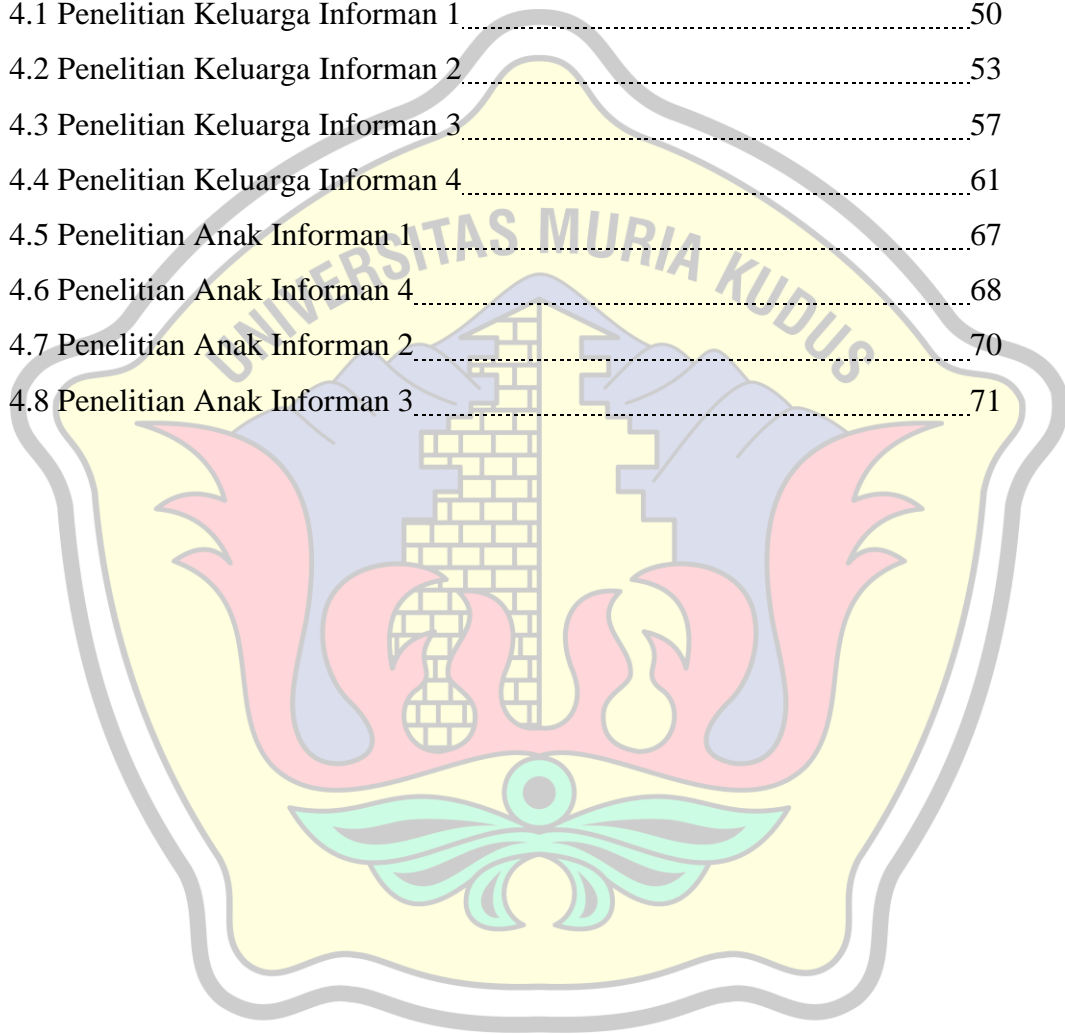 4.1 Penelitian Keluarga Informan 1 50
4.2 Penelitian Keluarga Informan 2 53
4.3 Penelitian Keluarga Informan 3 57
4.4 Penelitian Keluarga Informan 4 61
4.5 Penelitian Anak Informan 1 67
4.6 Penelitian Anak Informan 4 68
4.7 Penelitian Anak Informan 2 70
4.8 Penelitian Anak Informan 3 71
UNIVERSITAS MURIA KUDUS